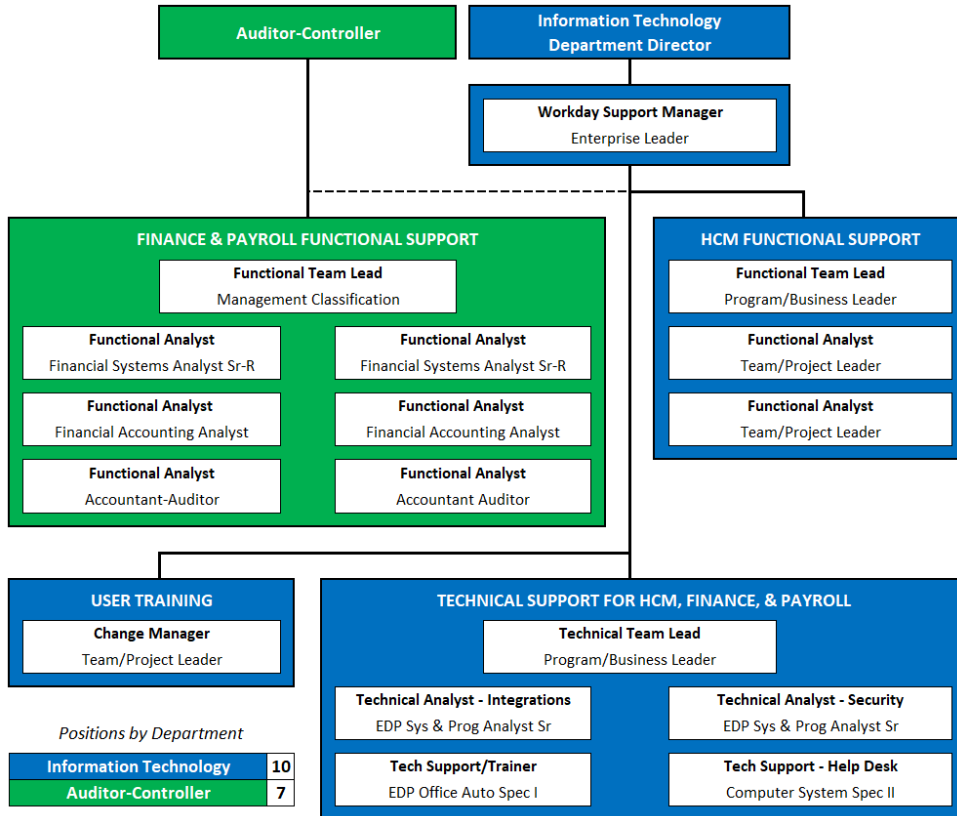 Auditor-Controller
Information Technology
Department Director
Workday Support Manager
Enterprise Leader
FINANCE & PAYROLL FUNCTIONAL SUPPORT
Functional Team Lead
Management Classification
Functional Analyst
Financial Systems Analyst Sr-R
Functional Analyst
Financial Systems Analyst Sr-R
Functional Analyst
Financial Accounting Analyst
Functional Analyst
Financial Accounting Analyst
Functional Analyst
Accountant-Auditor
Functional Analyst
Accountant Auditor
HCM FUNCTIONAL SUPPORT
Functional Team Lead
Program/Business Leader
Functional Analyst
Team/Project Leader
Functional Analyst
Team/Project Leader
USER TRAINING
Change Manager
Team/Project Leader
TECHNICAL SUPPORT FOR HCM, FINANCE, & PAYROLL
Technical Team Lead
Program/Business Leader
Technical Analyst - Integrations
EDP Sys & Prog Analyst Sr
Technical Analyst - Security
EDP Sys & Prog Analyst Sr
Tech Support/Trainer
EDP Office Auto Spec I
Tech Support - Help Desk
Computer System Spec II
Positions by Department
Information Technology 10
Auditor-Controller 7